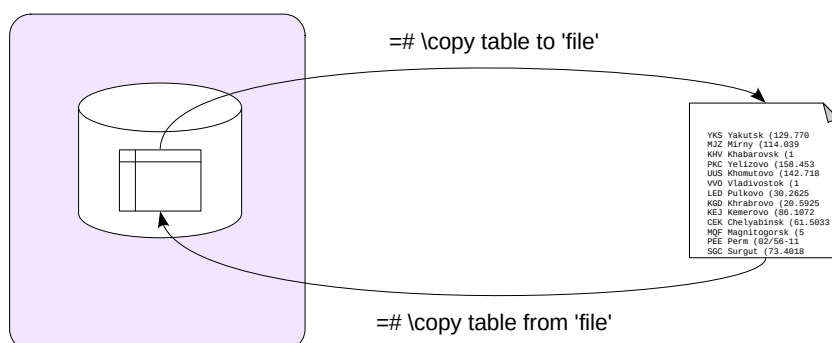 =# \copy table to 'file'
YKS Yakutsk (129.770
MJZ Mirny (114.039
KHV Khabarovsk (1
PKC Yelizovo (158.453
UUS Khomutovo (142.718
VVO Vladivostok (1
LED Pulkovo (30.2625
KGD Khrabrovo (20.5925
KEJ Kemerovo (86.1072
CEK Chelyabinsk (61.5033
MQF Magnitogorsk (5
PEE Perm (02/56-11
SGC Surgut (73.4018
=# \copy table from 'file'